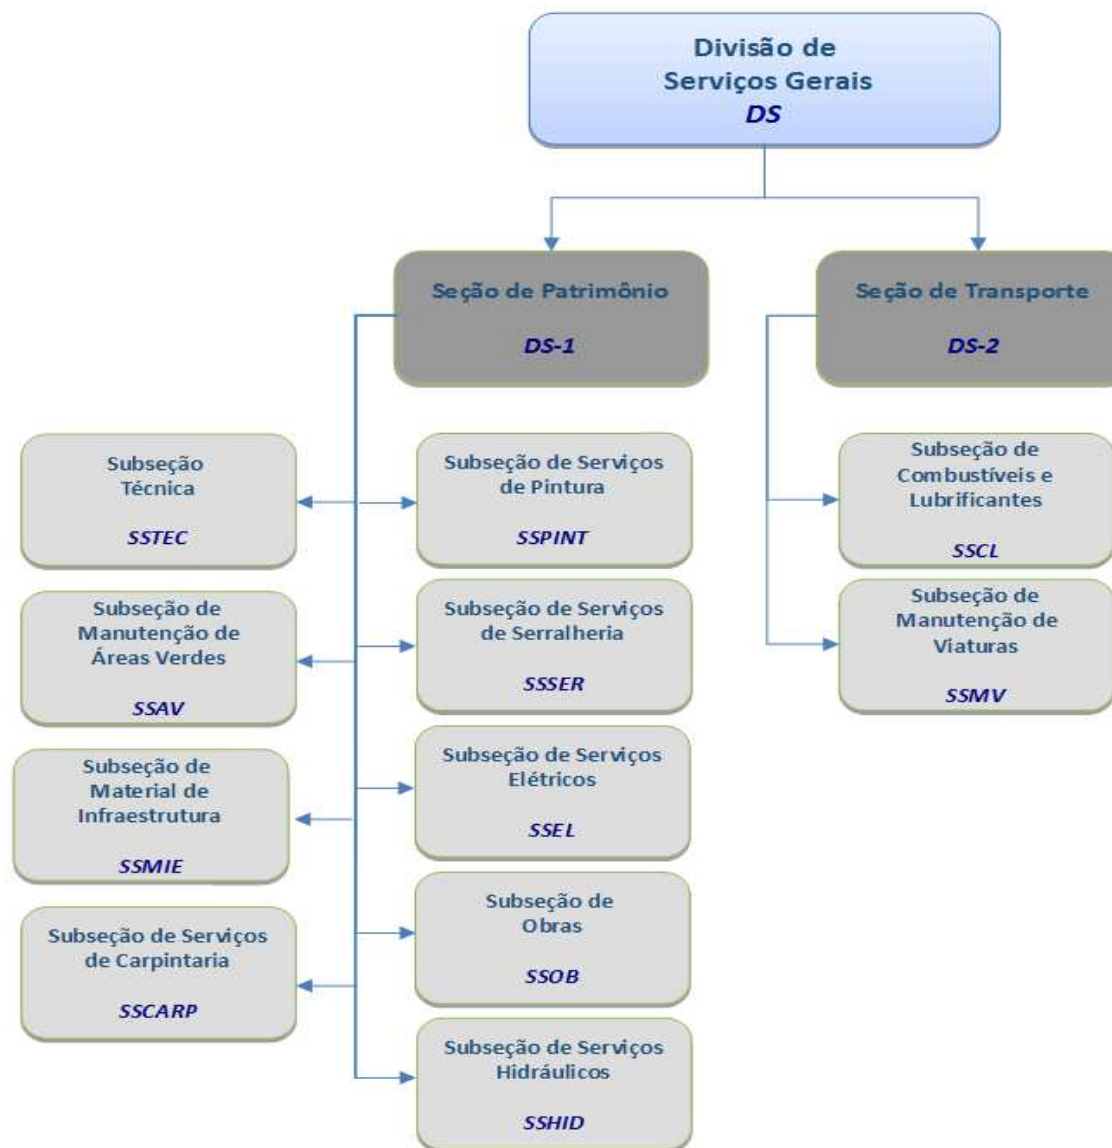 Divisão de
Serviços Gerais
DS
Seção de Patrimônio
DS-1
Seção de Transporte
DS-2
Subseção
Técnica
SSTEC
Subseção de
Manutenção de
Áreas Verdes
SSAV
Subseção de
Material de
Infraestrutura
SSMIE
Subseção de Serviços
de Carpintaria
SSCARP
Subseção de Serviços
de Pintura
SSPINT
Subseção de Serviços
de Serralheria
SSSER
Subseção de Serviços
Elétricos
SSEL
Subseção de
Obras
SSOB
Subseção de Serviços
Hidráulicos
SSHID
Subseção de
Combustíveis e
Lubrificantes
SSCL
Subseção de
Manutenção de
Viaturas
SSMV